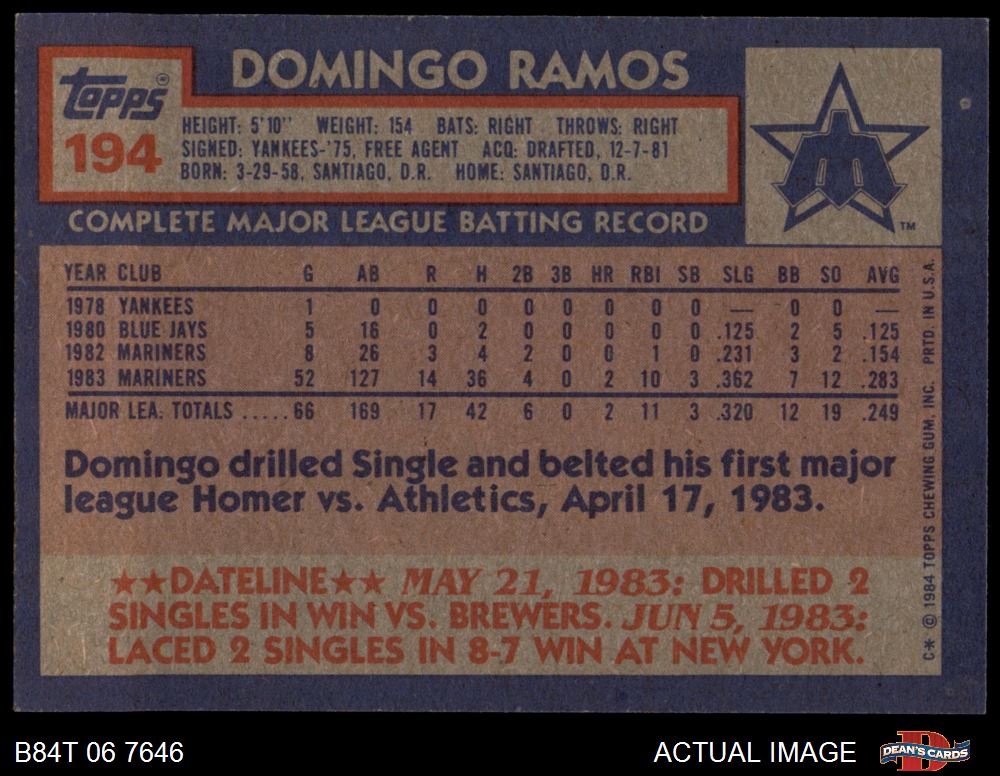 topps
194
DOMINGO RAMOS
HEIGHT: 5'10" WEIGHT: 154 BATS: RIGHT THROWS: RIGHT
SIGNED: YANKEES-'75, FREE AGENT ACQ: DRAFTED, 12-7-81
BORN: 3-29-58, SANTIAGO, D.R. HOME: SANTIAGO, D.R.
TM
COMPLETE MAJOR LEAGUE BATTING RECORD
YEAR CLUB G AB R H 2B 3B HR RBI SB SLG BB SO AVG
1978 YANKEES 1 0 0 0 0 0 0 0 0 — 0 0 —
1980 BLUE JAYS 5 16 0 2 0 0 0 0 0 .125 2 5 .125
1982 MARINERS 8 26 3 4 2 0 0 1 0 .231 3 2 .154
1983 MARINERS 52 127 14 36 4 0 2 10 3 .362 7 12 .283
MAJOR LEA. TOTALS .....66 169 17 42 6 0 2 11 3 .320 12 19 .249
Domingo drilled Single and belted his first major
league Homer vs. Athletics, April 17, 1983.
★★DATELINE★★ MAY 21, 1983: DRILLED 2
SINGLES IN WIN VS. BREWERS. JUN 5, 1983:
LACED 2 SINGLES IN 8-7 WIN AT NEW YORK.
C* © 1984 TOPPS CHEWING GUM, INC. PRTD. IN U.S.A.
B84T 06 7646
ACTUAL IMAGE
DEAN'S CARDS